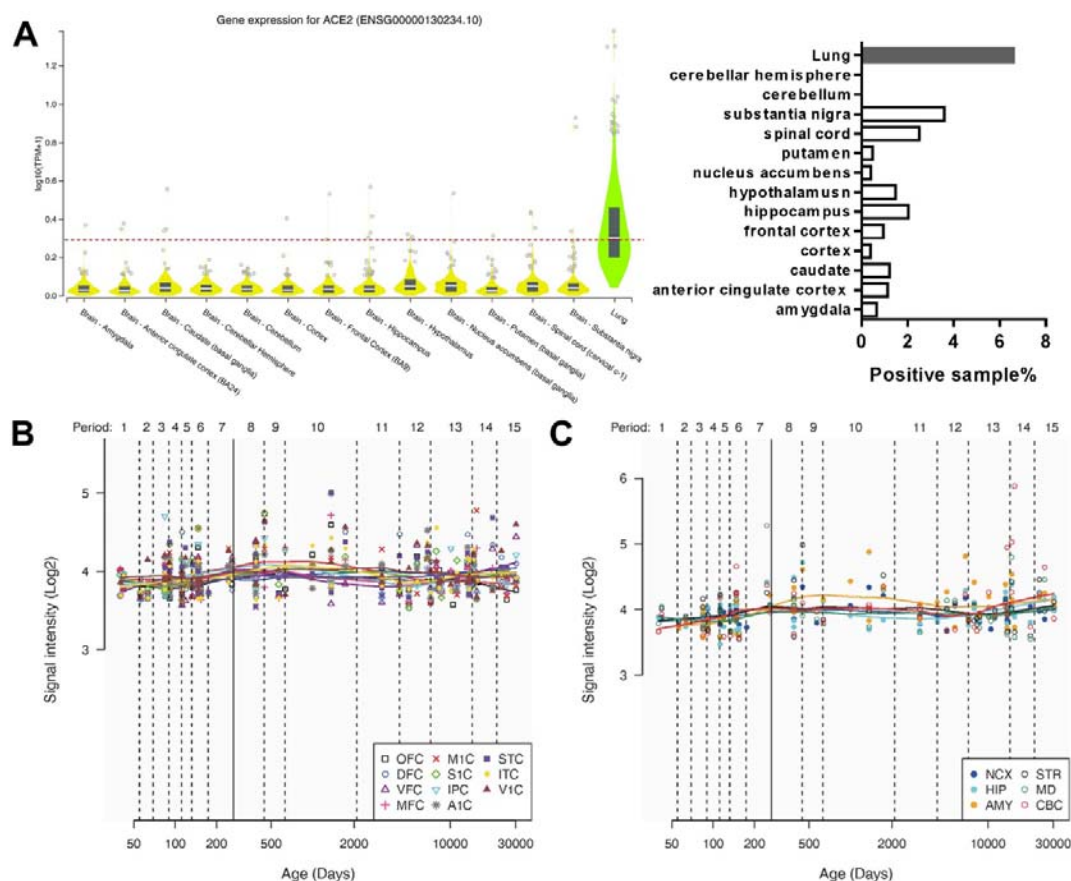 A
Gene expression for ACE2 (ENSG00000130234.10)
log10(TPM+1)
1.2
1.0
0.8
0.6
0.4
0.2
0.0
Brain - Amygdala
Brain - Anterior cingulate cortex (BA24)
Brain - Caudate (basal ganglia)
Brain - Cerebellar Hemisphere
Brain - Cerebellum
Brain - Cortex
Brain - Frontal Cortex (BA9)
Brain - Hippocampus
Brain - Hypothalamus
Brain - Nucleus accumbens (basal ganglia)
Brain - Putamen (basal ganglia)
Brain - Spinal cord (cervical c-1)
Brain - Substantia nigra
Lung
Lung
cerebellar hemisphere
cerebellum
substantia nigra
spinal cord
putamen
nucleus accumbens
hypothalamusn
hippocampus
frontal cortex
cortex
caudate
anterior cingulate cortex
amygdala
0 2 4 6 8
Positive sample%
B
Period: 1 2 3 4 5 6 7 8 9 10 11 12 13 14 15
Signal intensity (Log2)
5
4
3
OFC M1C STC
DFC S1C ITC
VFC IPC V1C
MFC A1C
50 100 200 500 2000 10000 30000
Age (Days)
C
Period: 1 2 3 4 5 6 7 8 9 10 11 12 13 14 15
Signal intensity (Log2)
6
5
4
3
NCX STR
HIP MD
AMY CBC
50 100 200 500 2000 10000 30000
Age (Days)